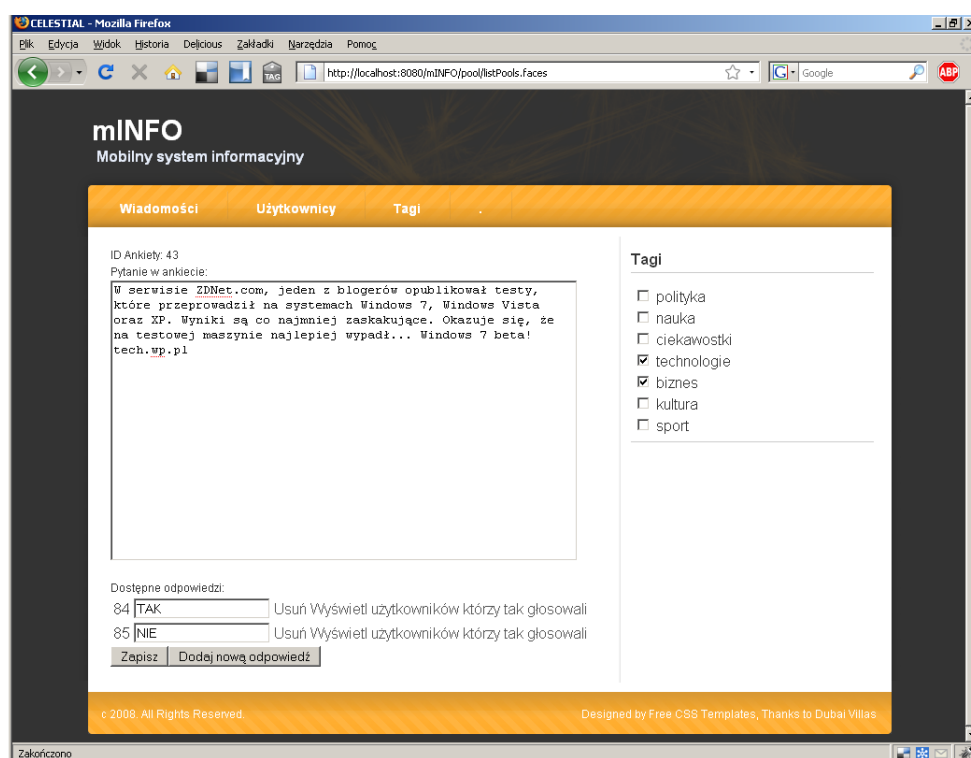 CELESTIAL - Mozilla Firefox
Plik Edycja Widok Historia Delicious Zakładki Narzędzia Pomoc
TAG http://localhost:8080/mINFO/pool/listPools.faces G Google ABP
mINFO
Mobilny system informacyjny
Wiadomości Użytkownicy Tagi .
ID Ankiety: 43
Pytanie w ankiecie:
W serwisie ZDNet.com, jeden z blogerów opublikował testy,
które przeprowadził na systemach Windows 7, Windows Vista
oraz XP. Wyniki są co najmniej zaskakujące. Okazuje się, że
na testowej maszynie najlepiej wypadł... Windows 7 beta!
tech.wp.pl
Tagi
polityka
nauka
ciekawostki
technologie
biznes
kultura
sport
Dostępne odpowiedzi:
84 TAK Usuń Wyświetl użytkowników którzy tak głosowali
85 NIE Usuń Wyświetl użytkowników którzy tak głosowali
Zapisz Dodaj nową odpowiedź
c 2008. All Rights Reserved. Designed by Free CSS Templates, Thanks to Dubai Villas
Zakończono